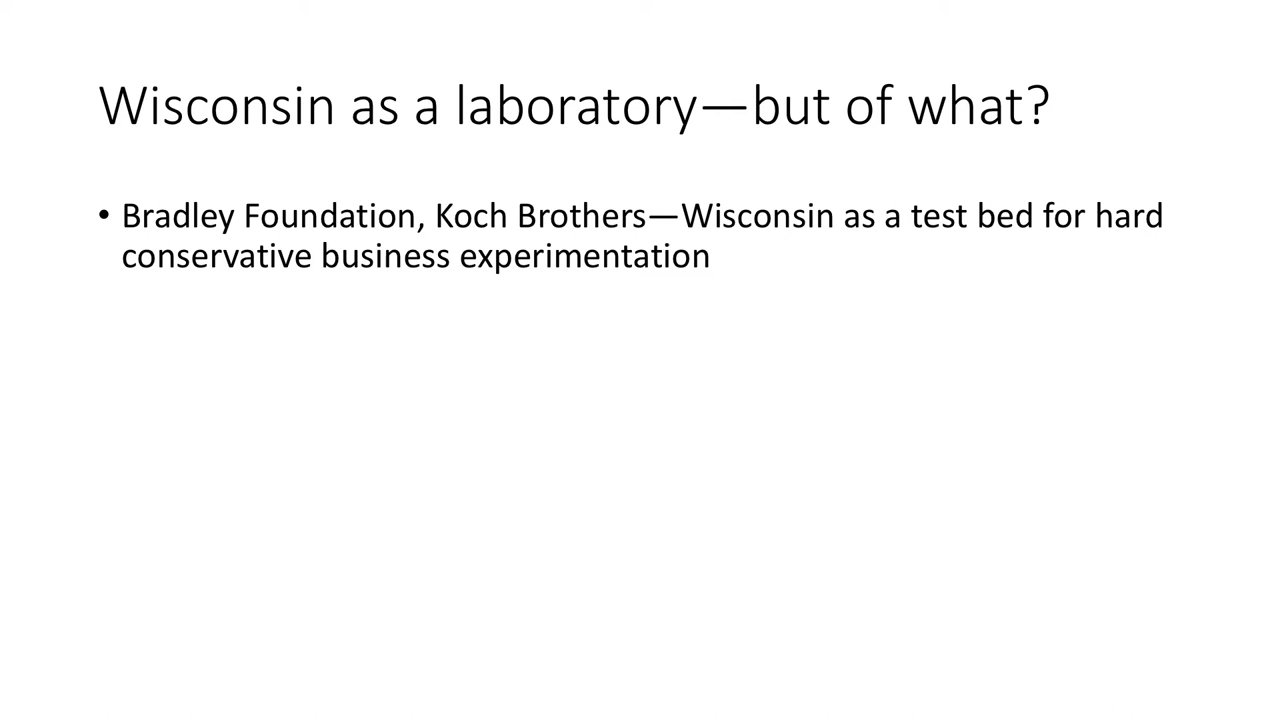 Wisconsin as a laboratory—but of what?
• Bradley Foundation, Koch Brothers—Wisconsin as a test bed for hard
conservative business experimentation